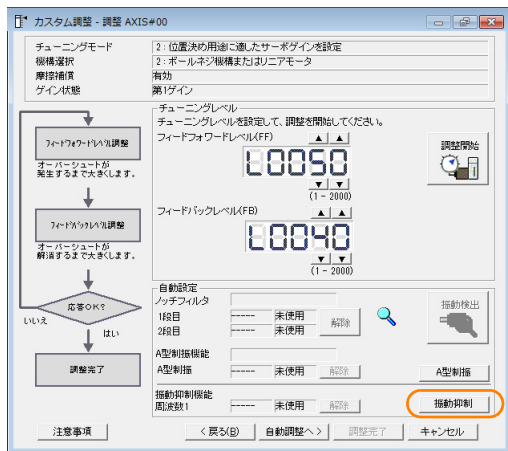 カスタム調整 - 調整 AXIS#00
チューニングモード 2：位置決め用途に適したサーボゲインを設定
機構選択 2：ボールネジ機構またはリニアモータ
摩擦補償 有効
ゲイン状態 第1ゲイン
フィードフォワードレベル調整
オーバーシュートが
発生するまで大きくします。
フィードバックレベル調整
オーバーシュートが
解消するまで大きくします。
応答OK?
いいえ
はい
調整完了
チューニングレベル
チューニングレベルを設定して、調整を開始してください。
フィードフォワードレベル(FF)
L0050
(1 - 2000)
フィードバックレベル(FB)
L0040
(1 - 2000)
調整開始
自動設定
ノッチフィルタ
1段目 ----- 未使用
2段目 ----- 未使用
解除
振動検出
A型制振機能
A型制振 ----- 未使用 解除 A型制振
振動抑制機能
周波数1 ----- 未使用 解除 振動抑制
注意事項 < 戻る(B) 自動調整へ > 調整完了 キャンセル